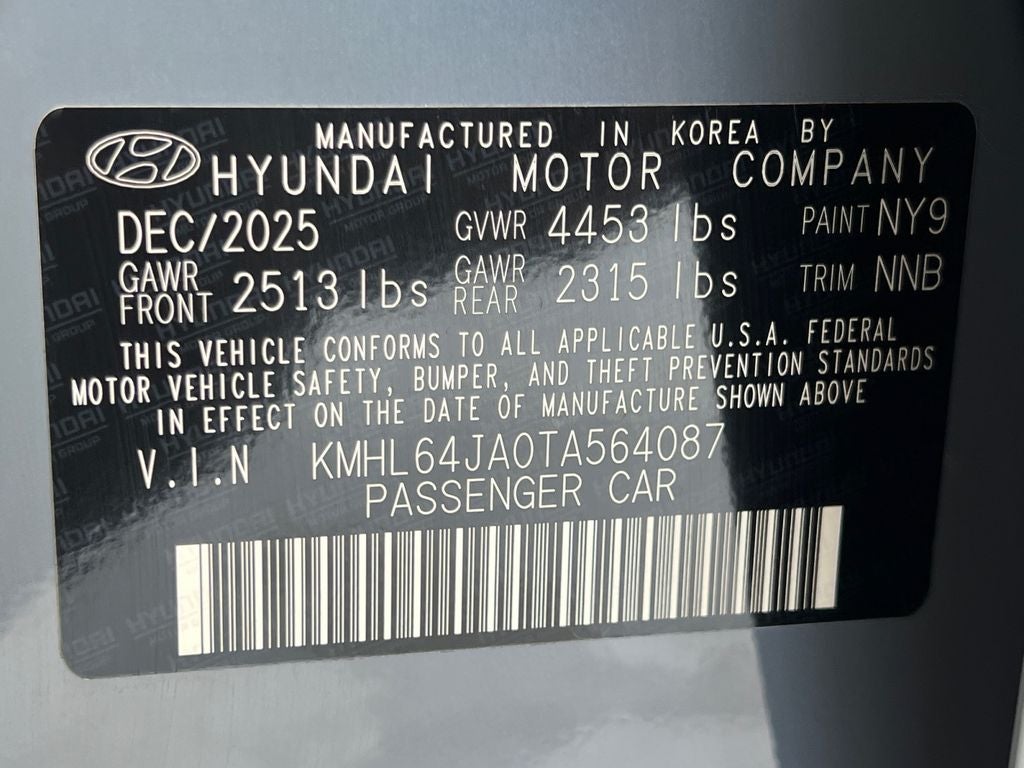 MANUFACTURED IN KOREA BY
HYUNDAI MOTOR COMPANY
DEC/2025 GVWR 4453 lbs PAINT NY9
GAWR FRONT 2513 lbs GAWR REAR 2315 lbs TRIM NNB
THIS VEHICLE CONFORMS TO ALL APPLICABLE U.S.A. FEDERAL
MOTOR VEHICLE SAFETY, BUMPER, AND THEFT PREVENTION STANDARDS
IN EFFECT ON THE DATE OF MANUFACTURE SHOWN ABOVE
V.I.N KMHL64JA0TA564087
PASSENGER CAR